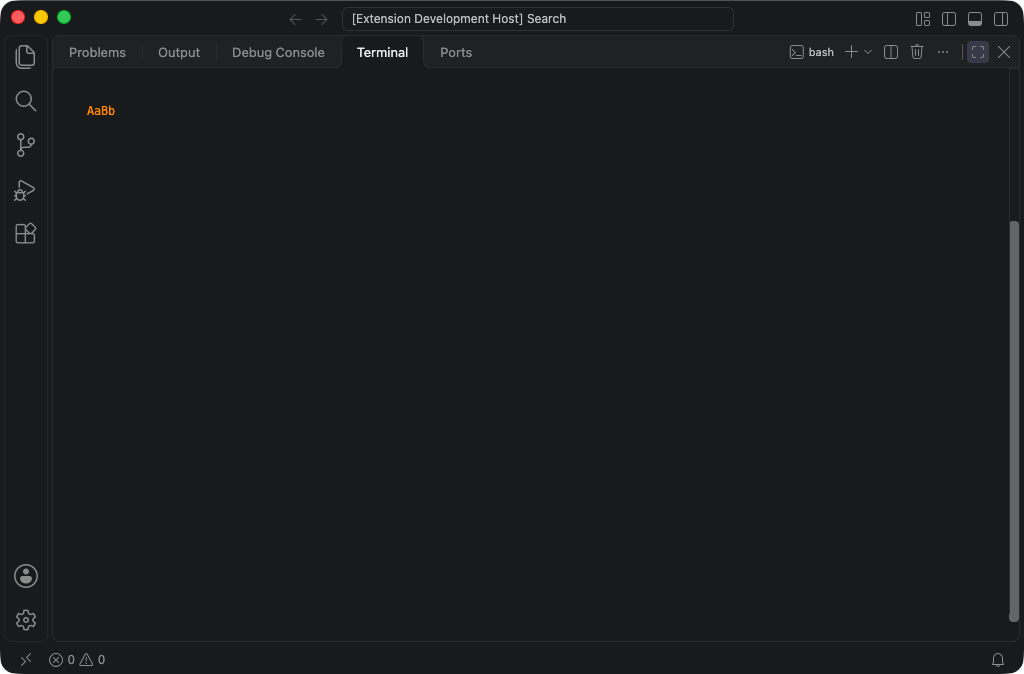 [Extension Development Host] Search
Problems
Output
Debug Console
Terminal
Ports
bash
AaBb
0
0